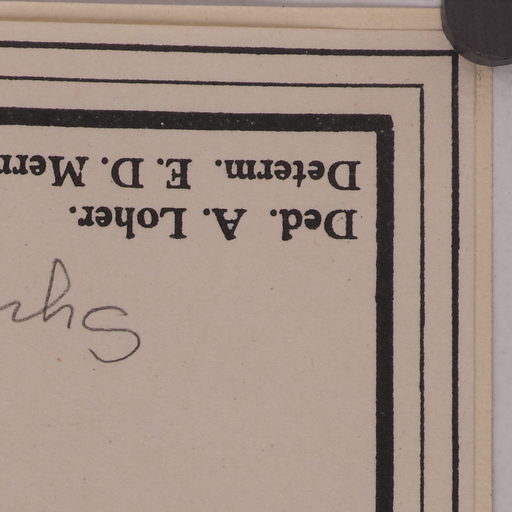 Ded. A. Loher.
Determ. E. D. Merr